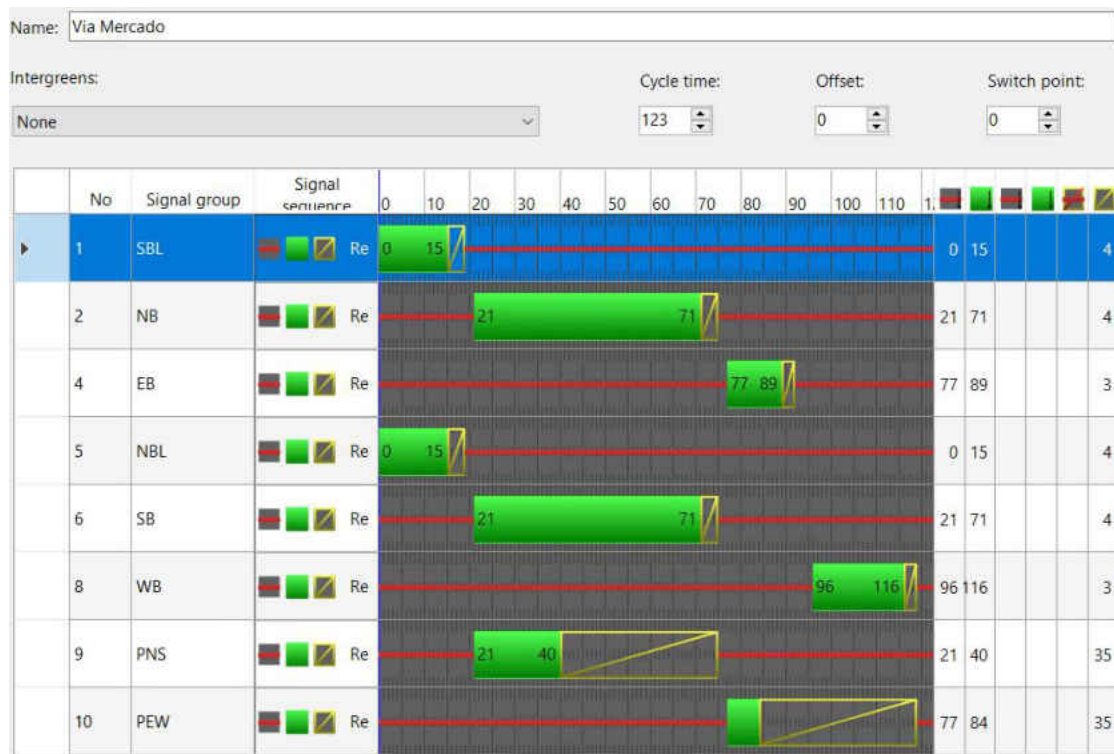 Name: Via Mercado
Intergreens: Cycle time: Offset: Switch point:
None 123 0 0
No Signal group Signal sequence 0 10 20 30 40 50 60 70 80 90 100 110
1 SBL Re 0 15 0 15 4
2 NB Re 21 71 21 71 4
4 EB Re 77 89 77 89 3
5 NBL Re 0 15 0 15 4
6 SB Re 21 71 21 71 4
8 WB Re 96 116 96 116 3
9 PNS Re 21 40 21 40 35
10 PEW Re 77 84 35